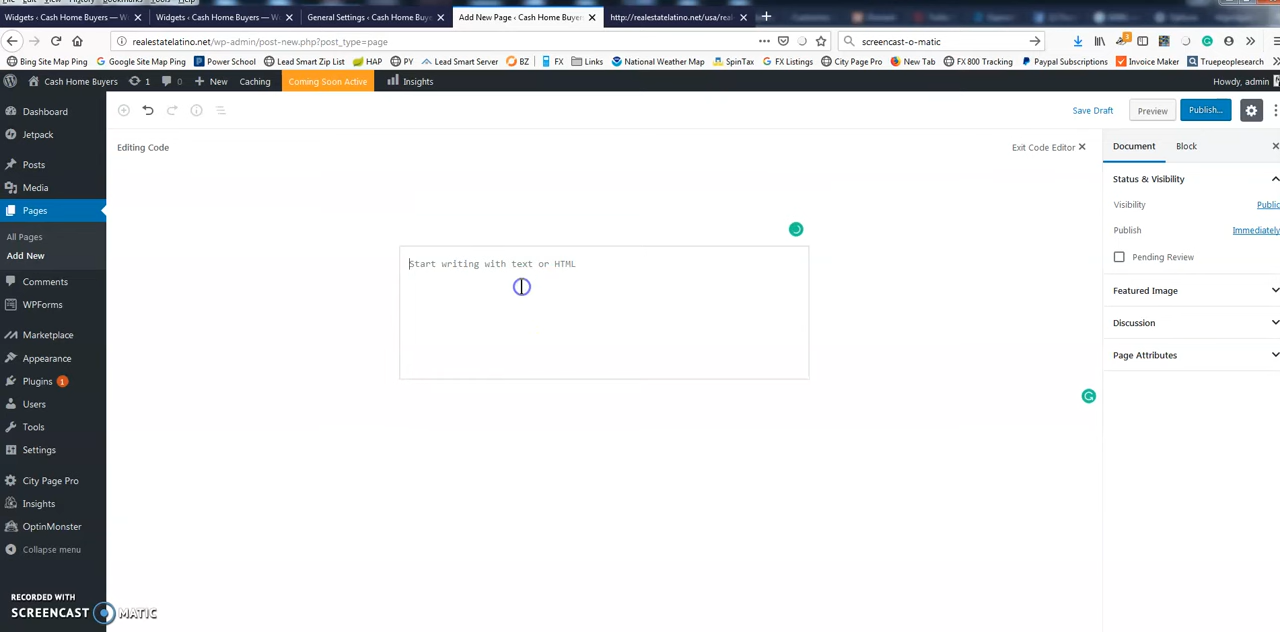 Widgets ‹ Cash Home Buyers — W
Widgets ‹ Cash Home Buyers — W
General Settings ‹ Cash Home Buye
Add New Page ‹ Cash Home Buyer
http://realestatelatino.net/usa/real
realestatelatino.net/wp-admin/post-new.php?post_type=page
screencast-o-matic
3
Bing Site Map Ping
Google Site Map Ping
Power School
Lead Smart Zip List
HAP
PY
Lead Smart Server
BZ
FX
Links
National Weather Map
SpinTax
FX Listings
City Page Pro
New Tab
FX 800 Tracking
Paypal Subscriptions
Invoice Maker
Truepeoplesearch
Cash Home Buyers
1
0
New
Caching
Coming Soon Active
Insights
Howdy, admin
Dashboard
Jetpack
Posts
Media
Pages
All Pages
Add New
Comments
WPForms
Marketplace
Appearance
Plugins 1
Users
Tools
Settings
City Page Pro
Insights
OptinMonster
Collapse menu
Save Draft
Preview
Publish...
Editing Code
Exit Code Editor
Start writing with text or HTML
Document
Block
Status & Visibility
Visibility
Public
Publish
Immediately
Pending Review
Featured Image
Discussion
Page Attributes
RECORDED WITH
SCREENCAST MATIC